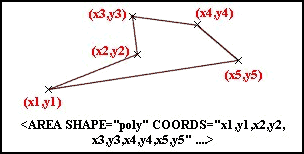 (x3,y3)
(x4,y4)
(x2,y2)
(x5,y5)
(x1,y1)
<AREA SHAPE="poly" COORDS="x1,y1,x2,y2,
x3,y3,x4,y4,x5,y5" ....>